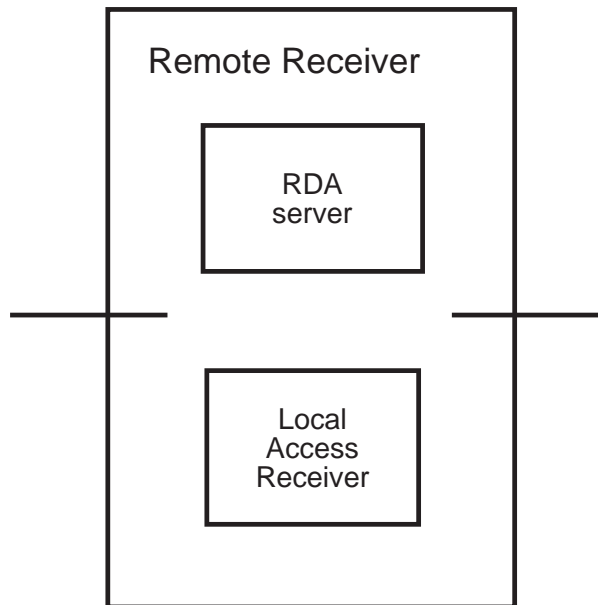 Remote Receiver
RDA
server
Local
Access
Receiver